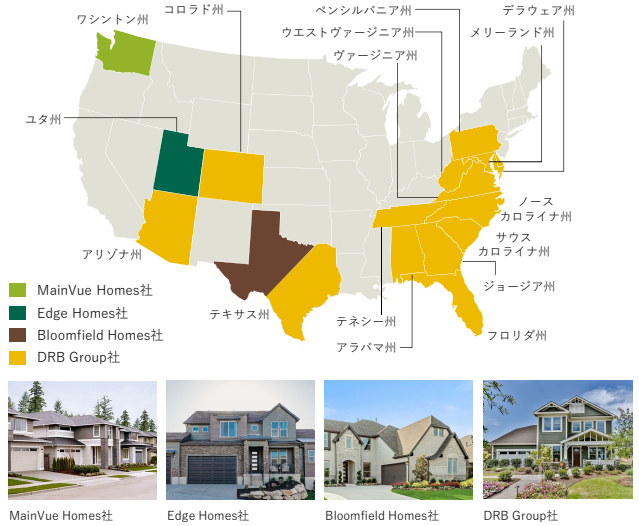 ワシントン州
コロラド州
ペンシルバニア州
デラウェア州
ウエストヴァージニア州
メリーランド州
ヴァージニア州
ユタ州
ノース
カロライナ州
サウス
カロライナ州
アリゾナ州
ジョージア州
MainVue Homes社
Edge Homes社
テキサス州
テネシー州
Bloomfield Homes社
フロリダ州
アラバマ州
DRB Group社
MainVue Homes社
Edge Homes社
Bloomfield Homes社
DRB Group社